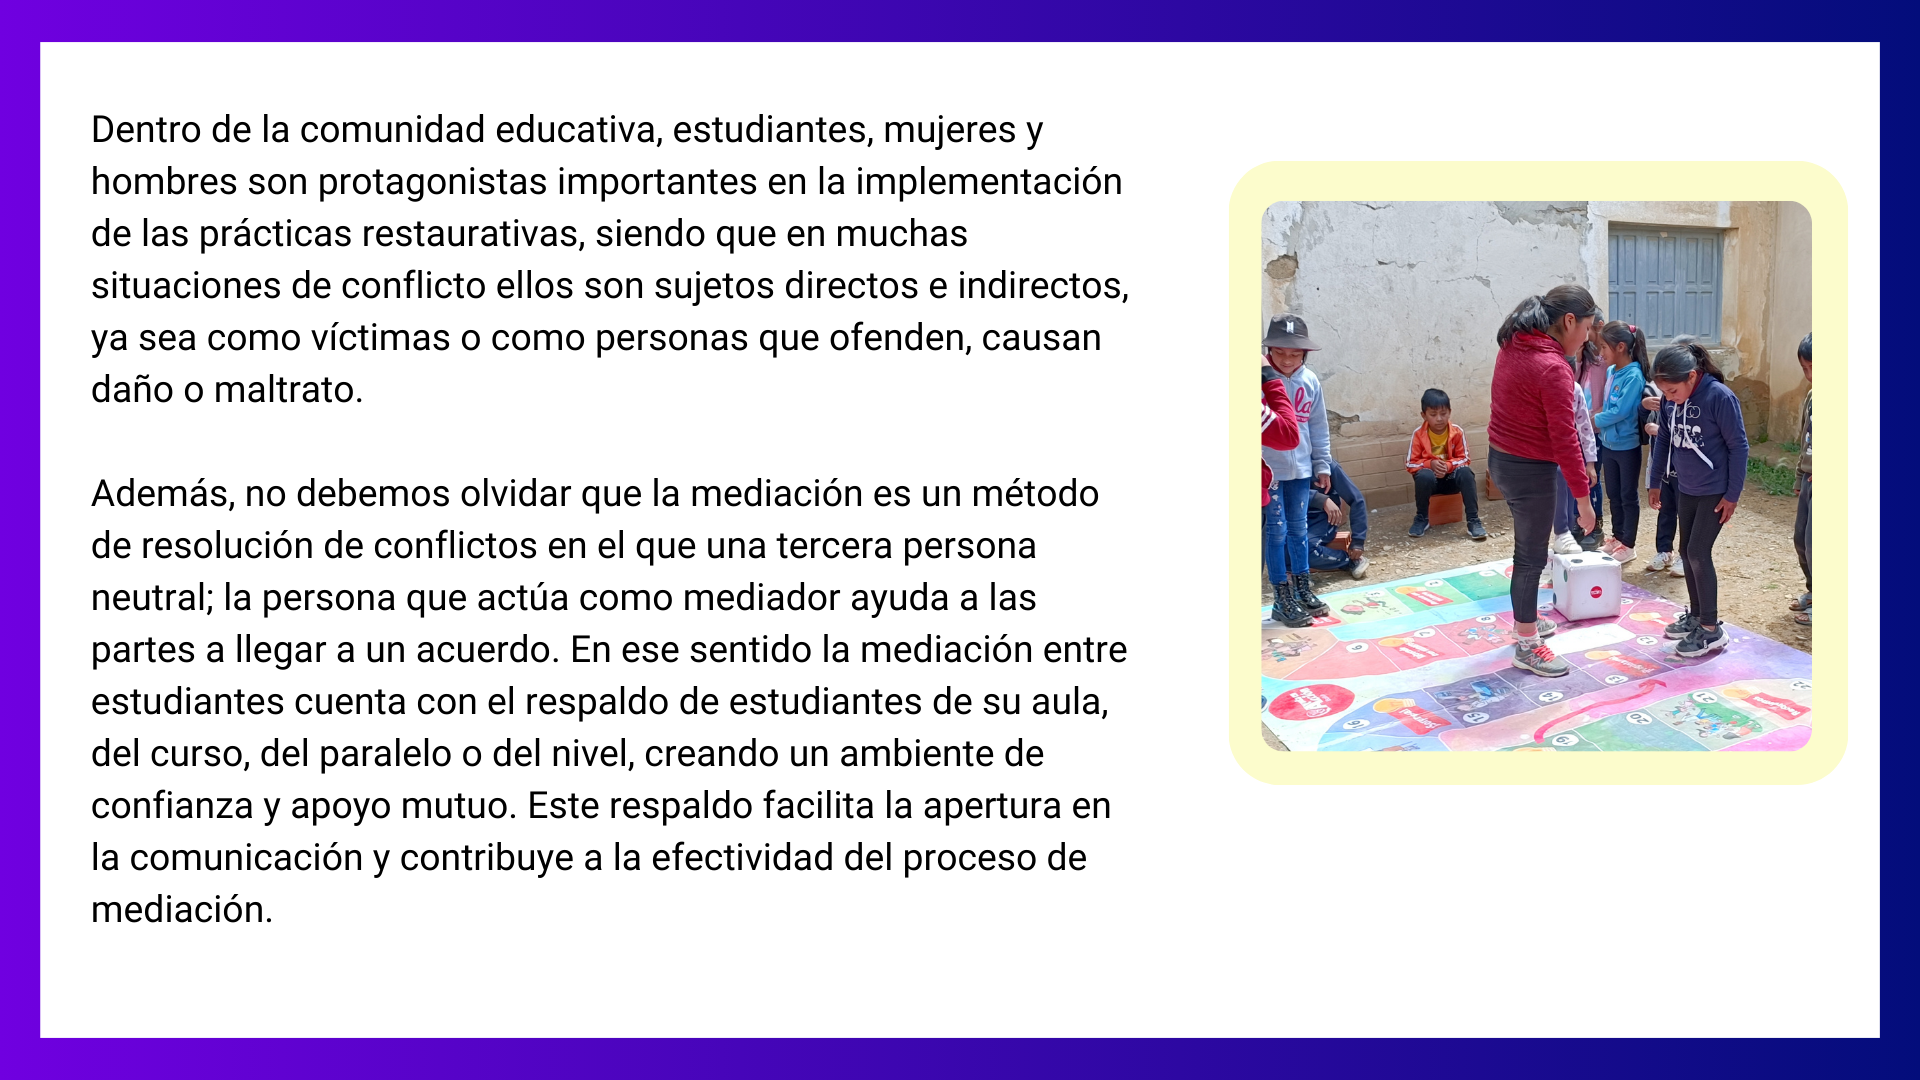 Dentro de la comunidad educativa, estudiantes, mujeres y
hombres son protagonistas importantes en la implementación
de las prácticas restaurativas, siendo que en muchas
situaciones de conflicto ellos son sujetos directos e indirectos,
ya sea como víctimas o como personas que ofenden, causan
daño o maltrato.
Además, no debemos olvidar que la mediación es un método
de resolución de conflictos en el que una tercera persona
neutral; la persona que actúa como mediador ayuda a las
partes a llegar a un acuerdo. En ese sentido la mediación entre
estudiantes cuenta con el respaldo de estudiantes de su aula,
del curso, del paralelo o del nivel, creando un ambiente de
confianza y apoyo mutuo. Este respaldo facilita la apertura en
la comunicación y contribuye a la efectividad del proceso de
mediación.